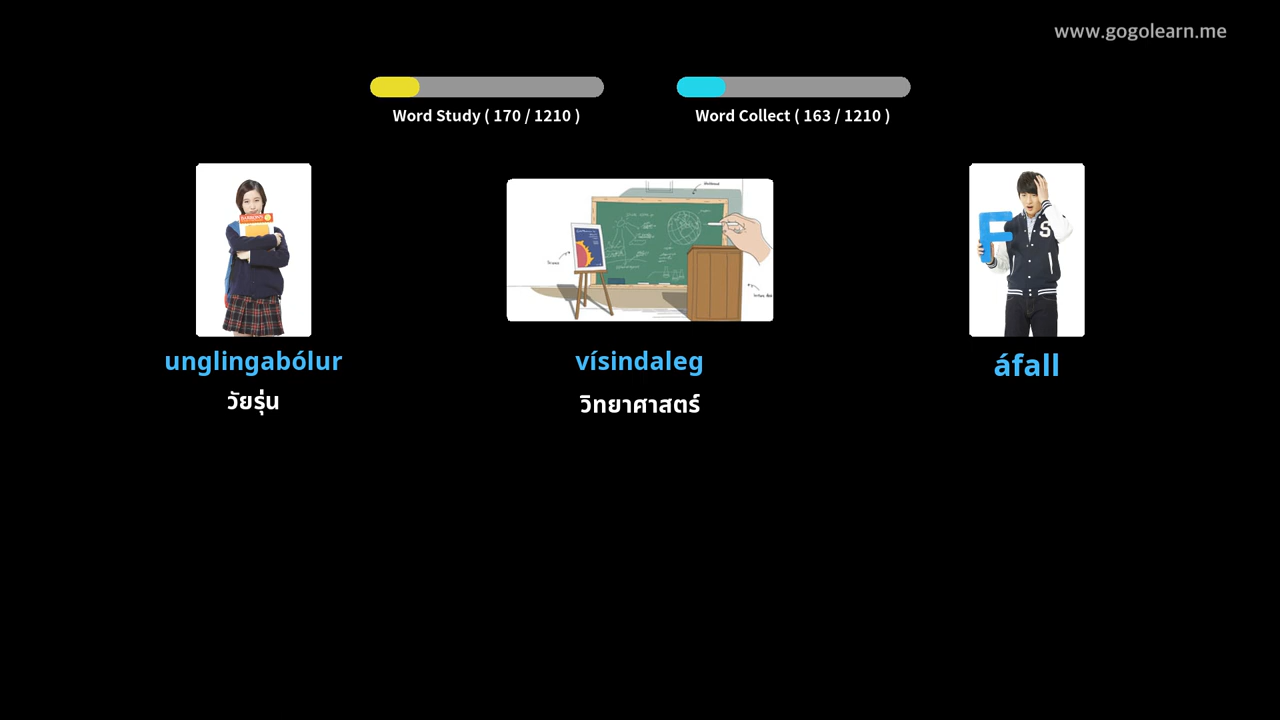 www.gogolearn.me
Word Study ( 170 / 1210 )
Word Collect ( 163 / 1210 )
BARRON'S
S
F
unglingabólur
vísindaleg
áfall
วัยรุ่น
วิทยาศาสตร์